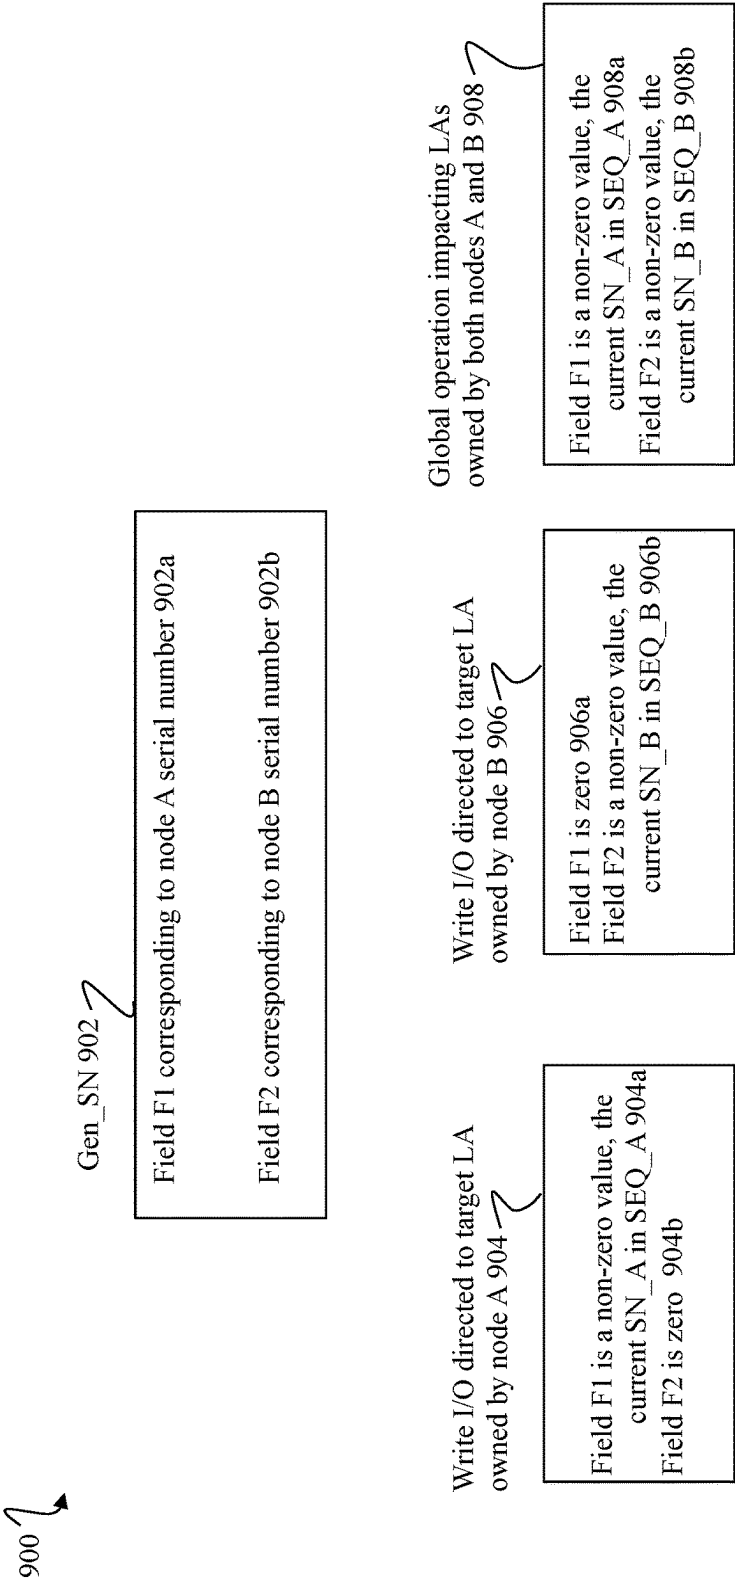 900
Gen_SN 902
Field F1 corresponding to node A serial number 902a
Field F2 corresponding to node B serial number 902b
Write I/O directed to target LA
owned by node A 904
Field F1 is a non-zero value, the
current SN_A in SEQ_A 904a
Field F2 is zero 904b
Write I/O directed to target LA
owned by node B 906
Field F1 is zero 906a
Field F2 is a non-zero value, the
current SN_B in SEQ_B 906b
Global operation impacting LAs
owned by both nodes A and B 908
Field F1 is a non-zero value, the
current SN_A in SEQ_A 908a
Field F2 is a non-zero value, the
current SN_B in SEQ_B 908b